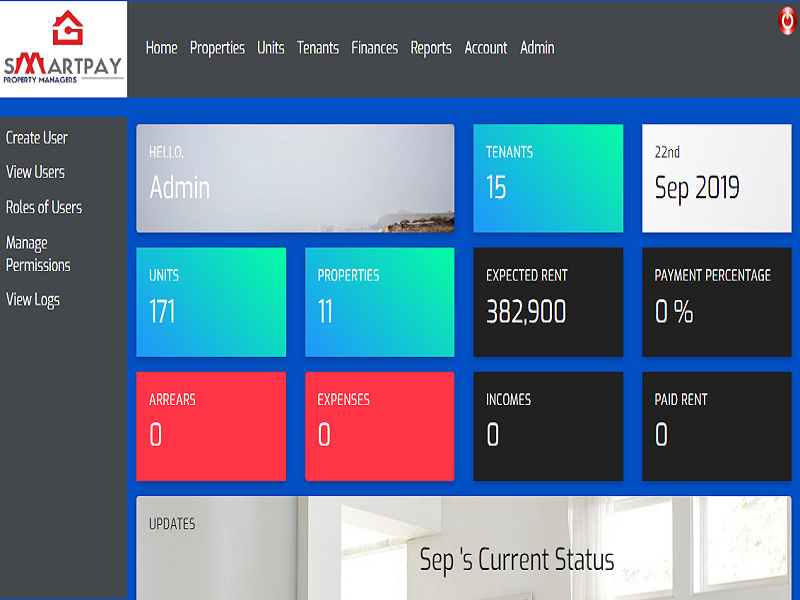 SMARTPAY
PROPERTY MANAGERS
Home Properties Units Tenants Finances Reports Account Admin
Create User
View Users
Roles of Users
Manage
Permissions
View Logs
HELLO,
Admin
TENANTS
15
22nd
Sep 2019
UNITS
171
PROPERTIES
11
EXPECTED RENT
382,900
PAYMENT PERCENTAGE
0 %
ARREARS
0
EXPENSES
0
INCOMES
0
PAID RENT
0
UPDATES
Sep 's Current Status